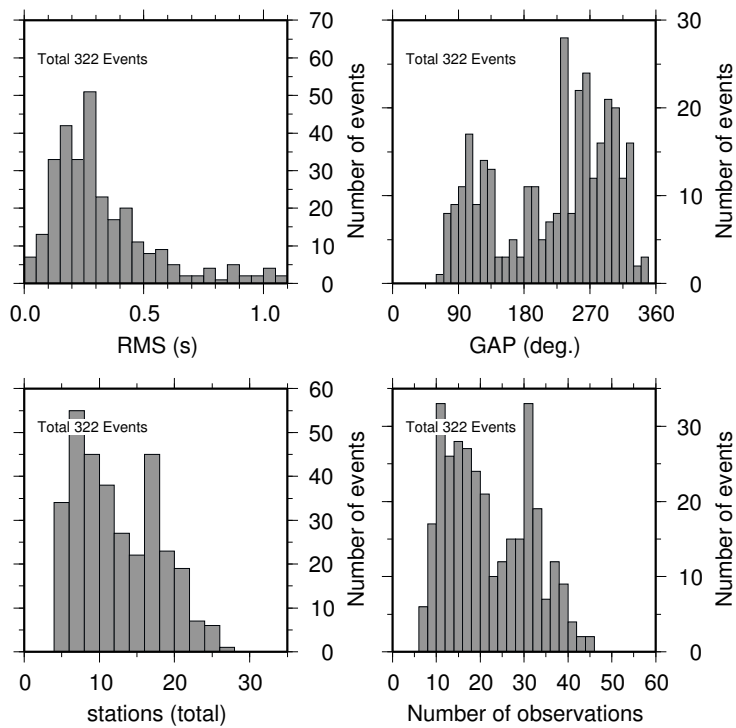 Total 322 Events
0
10
20
30
40
50
60
70
Number of events
0.0 0.5 1.0
RMS (s)
Total 322 Events
0
10
20
30
Number of events
0 90 180 270 360
GAP (deg.)
Total 322 Events
0
10
20
30
40
50
60
Number of events
0 10 20 30
stations (total)
Total 322 Events
0
10
20
30
Number of events
0 10 20 30 40 50 60
Number of observations